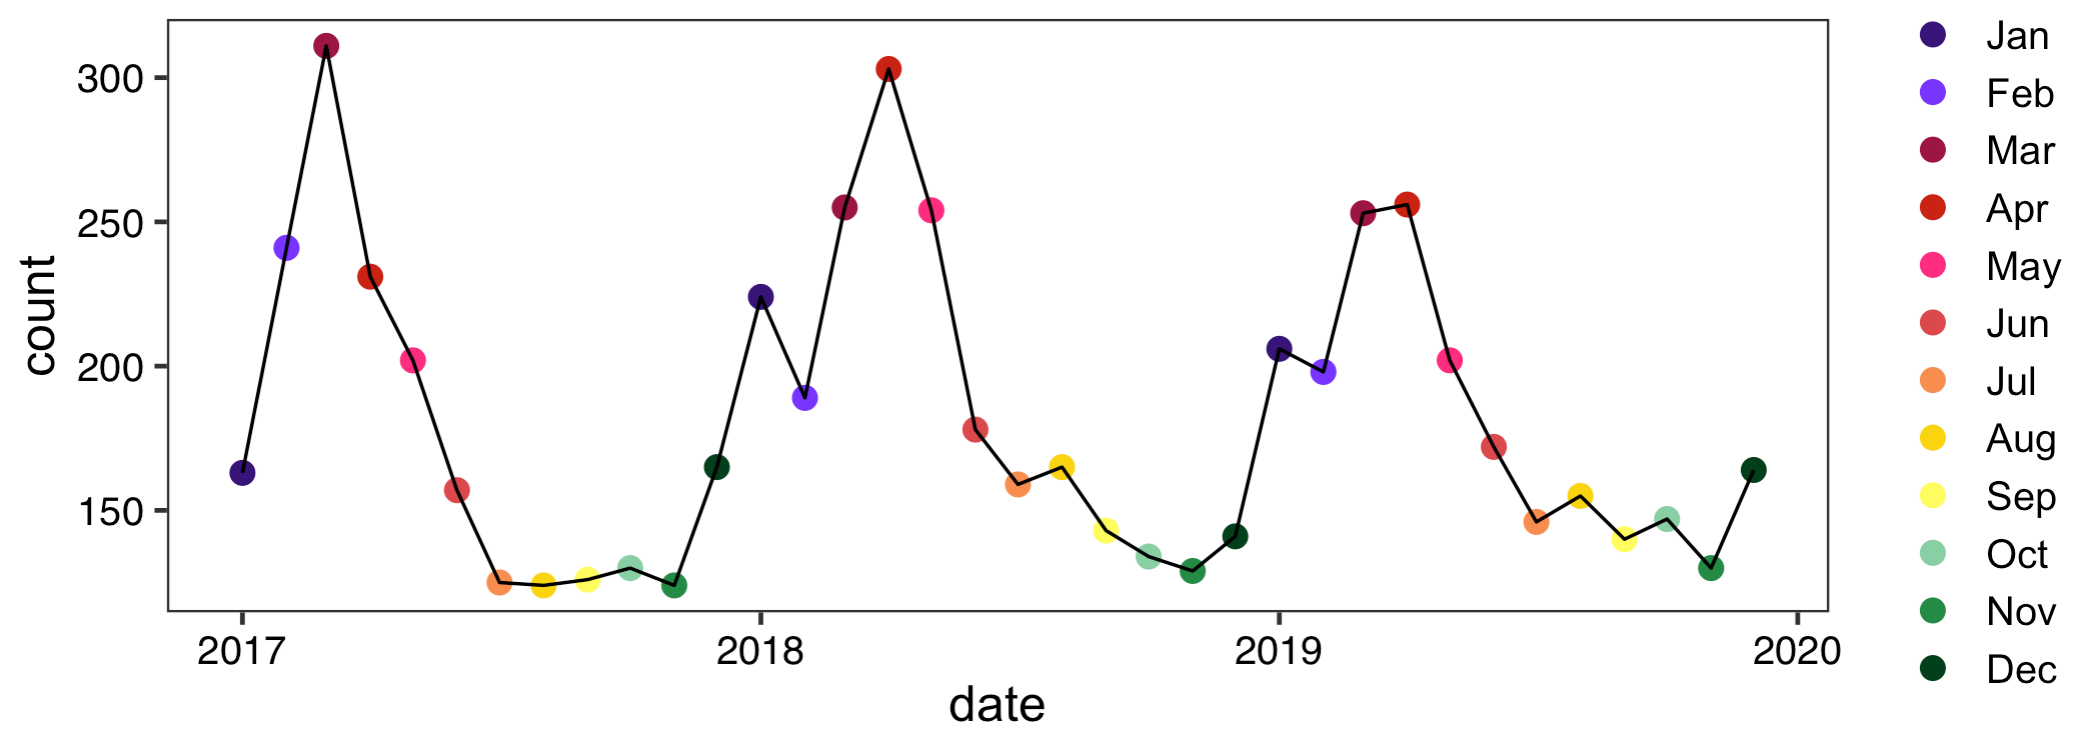 300
250
200
150
count
2017
2018
2019
2020
date
Jan
Feb
Mar
Apr
May
Jun
Jul
Aug
Sep
Oct
Nov
Dec